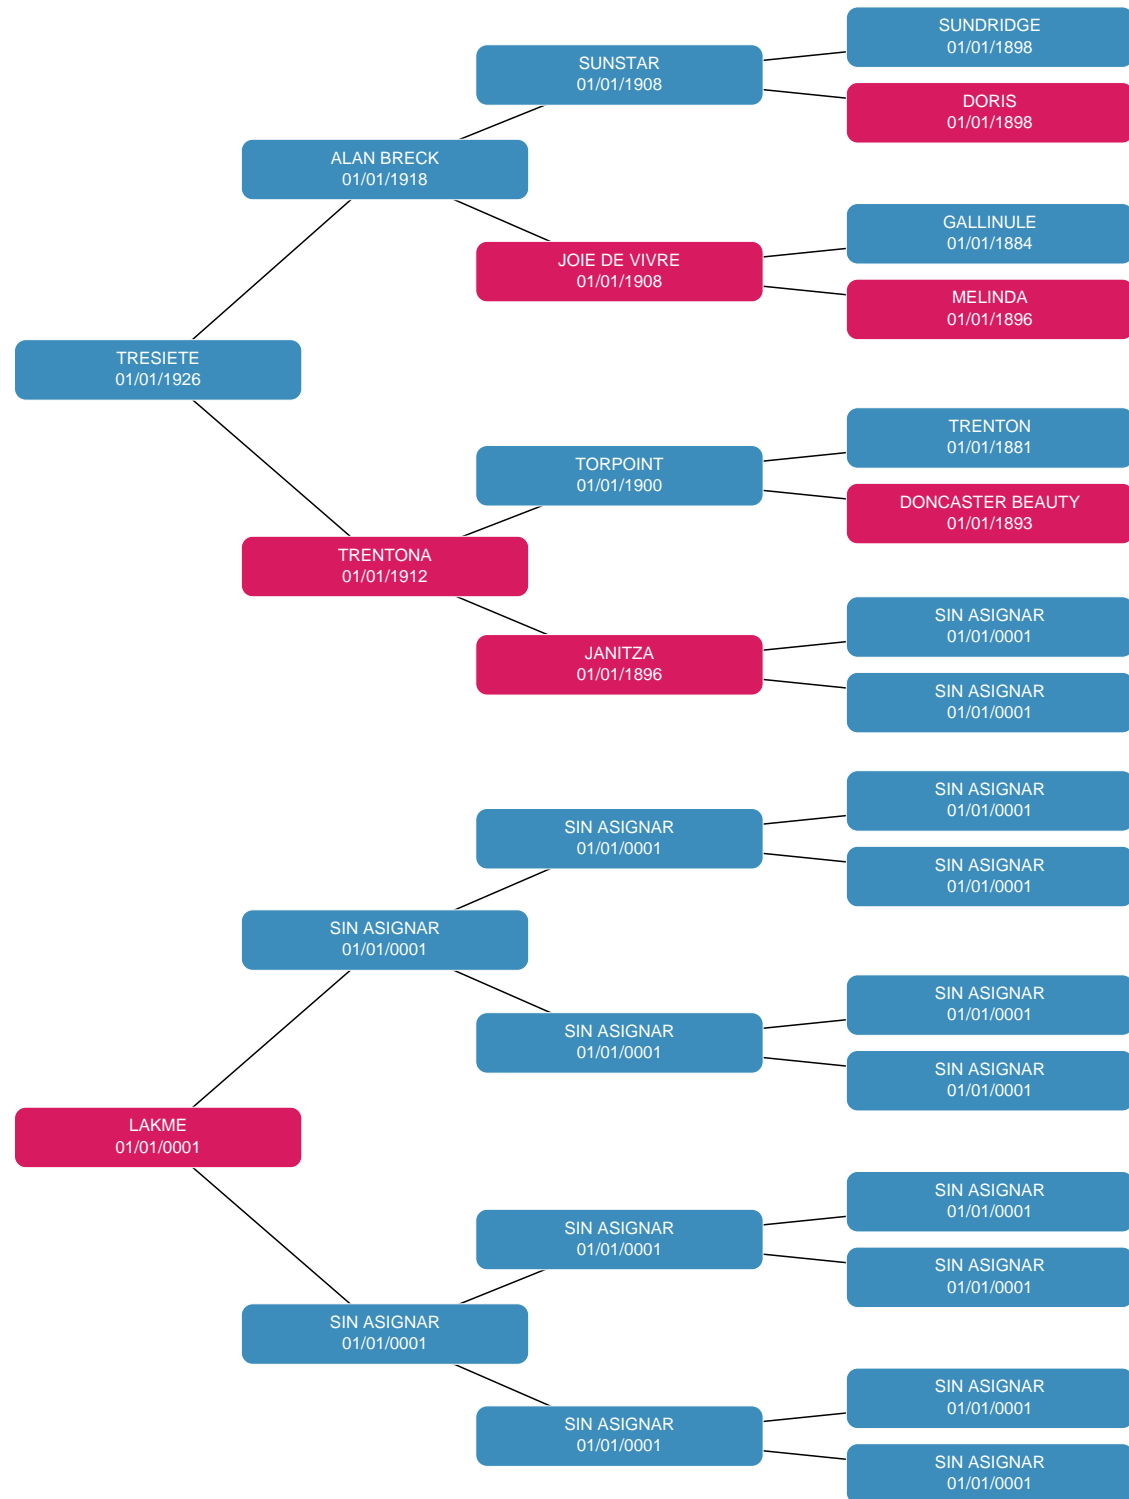 SUNDRIDGE
01/01/1898
DORIS
01/01/1898
SUNSTAR
01/01/1908
ALAN BRECK
01/01/1918
GALLINULE
01/01/1884
JOIE DE VIVRE
01/01/1908
MELINDA
01/01/1896
TRESIETE
01/01/1926
TRENTON
01/01/1881
TORPOINT
01/01/1900
DONCASTER BEAUTY
01/01/1893
TRENTONA
01/01/1912
SIN ASIGNAR
01/01/0001
JANITZA
01/01/1896
SIN ASIGNAR
01/01/0001
SIN ASIGNAR
01/01/0001
SIN ASIGNAR
01/01/0001
SIN ASIGNAR
01/01/0001
SIN ASIGNAR
01/01/0001
SIN ASIGNAR
01/01/0001
SIN ASIGNAR
01/01/0001
SIN ASIGNAR
01/01/0001
LAKME
01/01/0001
SIN ASIGNAR
01/01/0001
SIN ASIGNAR
01/01/0001
SIN ASIGNAR
01/01/0001
SIN ASIGNAR
01/01/0001
SIN ASIGNAR
01/01/0001
SIN ASIGNAR
01/01/0001
SIN ASIGNAR
01/01/0001